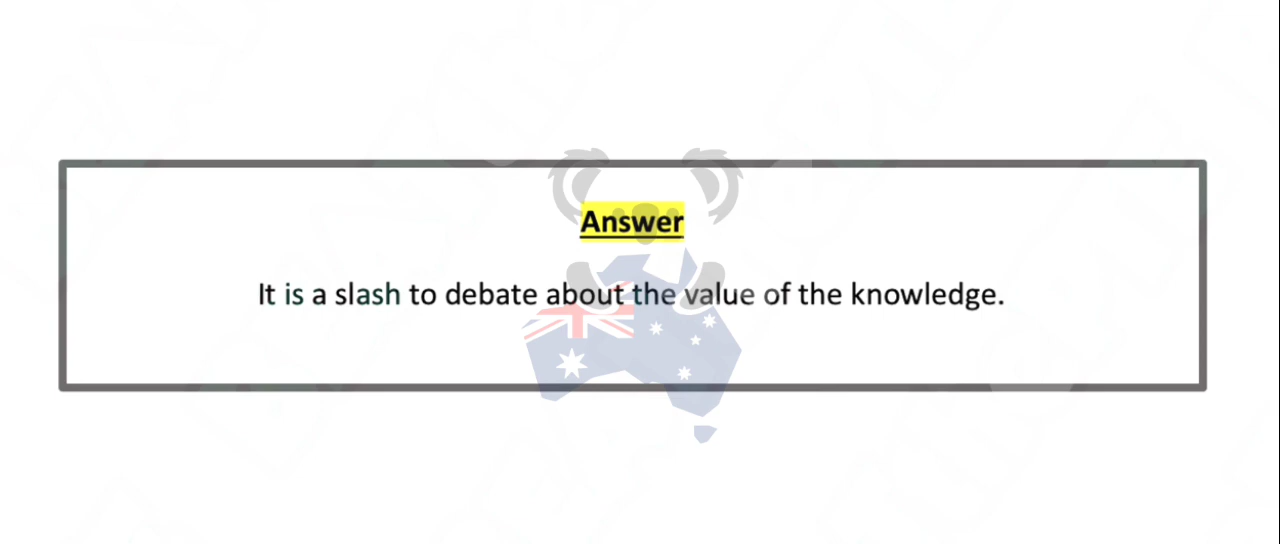 Answer
It is a slash to debate about the value of the knowledge.